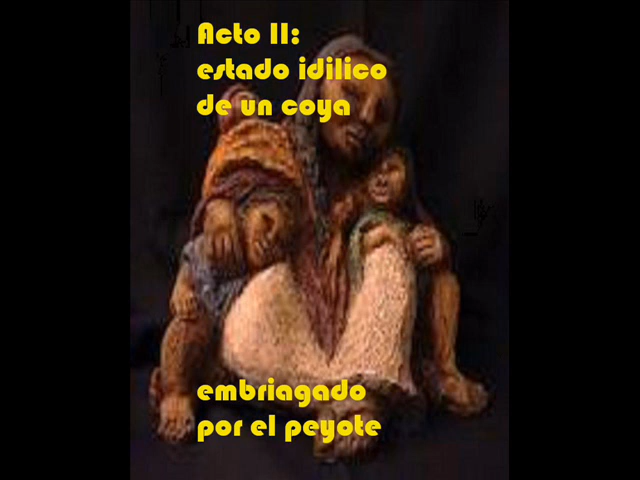 Acto II:
estado idilico
de un coya
embriagado
por el peyote